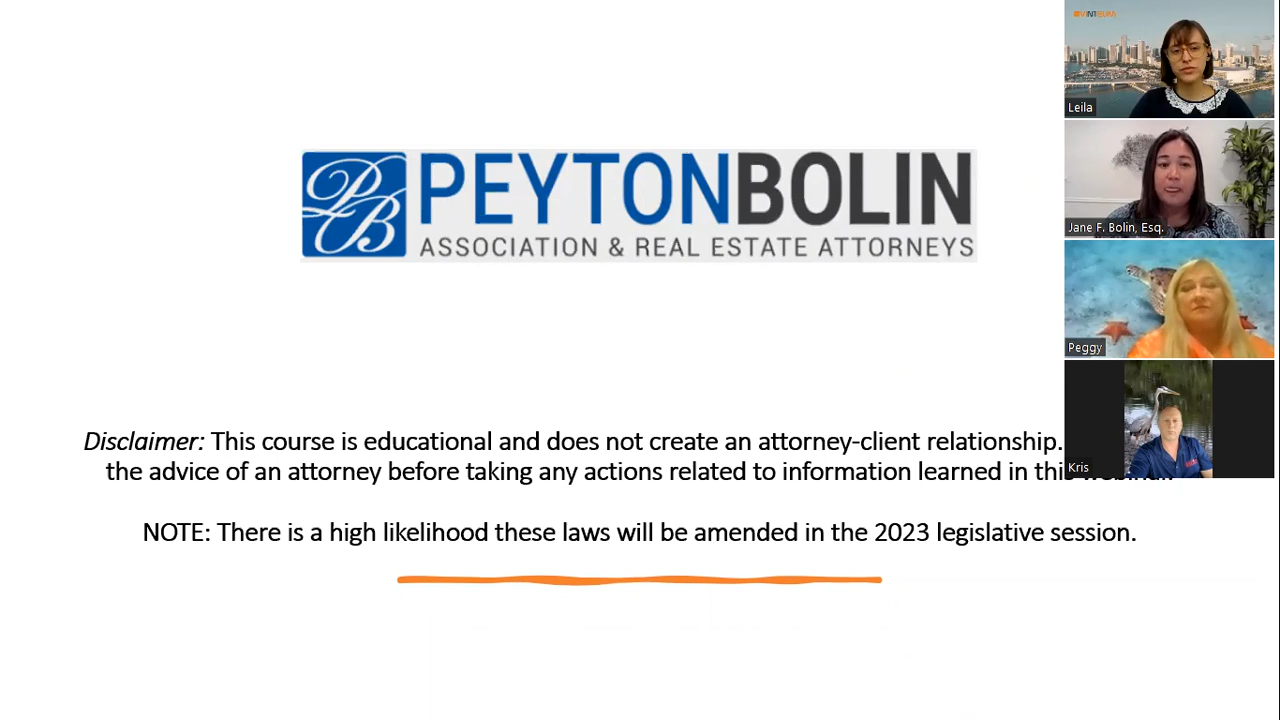 PEYTONBOLIN
ASSOCIATION & REAL ESTATE ATTORNEYS
Disclaimer: This course is educational and does not create an attorney-client relationship.
the advice of an attorney before taking any actions related to information learned in this
NOTE: There is a high likelihood these laws will be amended in the 2023 legislative session.
VINTEUM
Leila
Jane F. Bolin, Esq.
Peggy
Kris